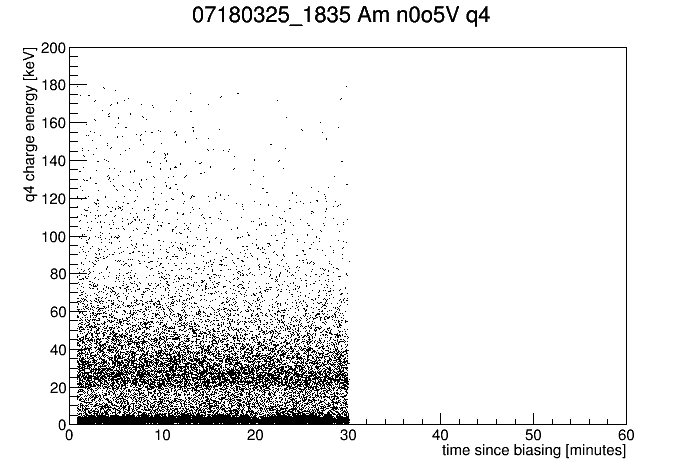 07180325_1835 Am n0o5V q4
q4 charge energy [keV]
200
180
160
140
120
100
80
60
40
20
0
0 10 20 30 40 50 60
time since biasing [minutes]